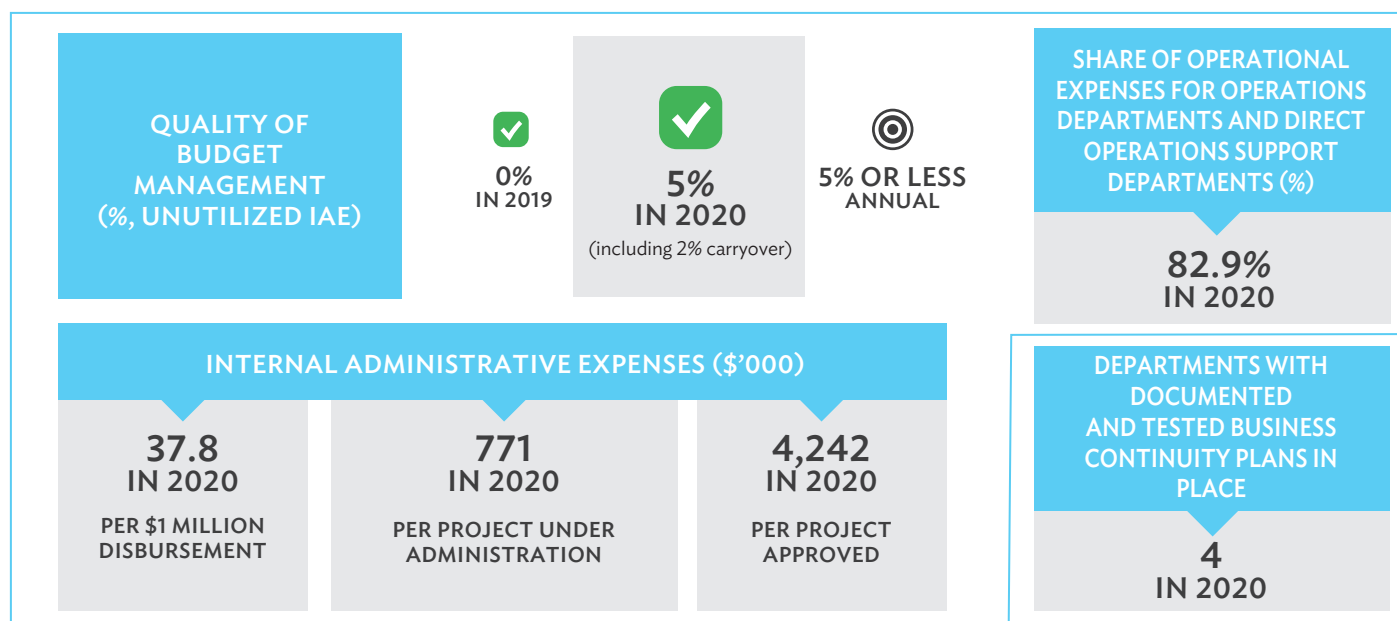 QUALITY OF
BUDGET
MANAGEMENT
(%, UNUTILIZED IAE)
0%
IN 2019
5%
IN 2020
(including 2% carryover)
5% OR LESS
ANNUAL
SHARE OF OPERATIONAL
EXPENSES FOR OPERATIONS
DEPARTMENTS AND DIRECT
OPERATIONS SUPPORT
DEPARTMENTS (%)
82.9%
IN 2020
INTERNAL ADMINISTRATIVE EXPENSES ($’000)
37.8
IN 2020
PER $1 MILLION
DISBURSEMENT
771
IN 2020
PER PROJECT UNDER
ADMINISTRATION
4,242
IN 2020
PER PROJECT
APPROVED
DEPARTMENTS WITH
DOCUMENTED
AND TESTED BUSINESS
CONTINUITY PLANS IN
PLACE
4
IN 2020